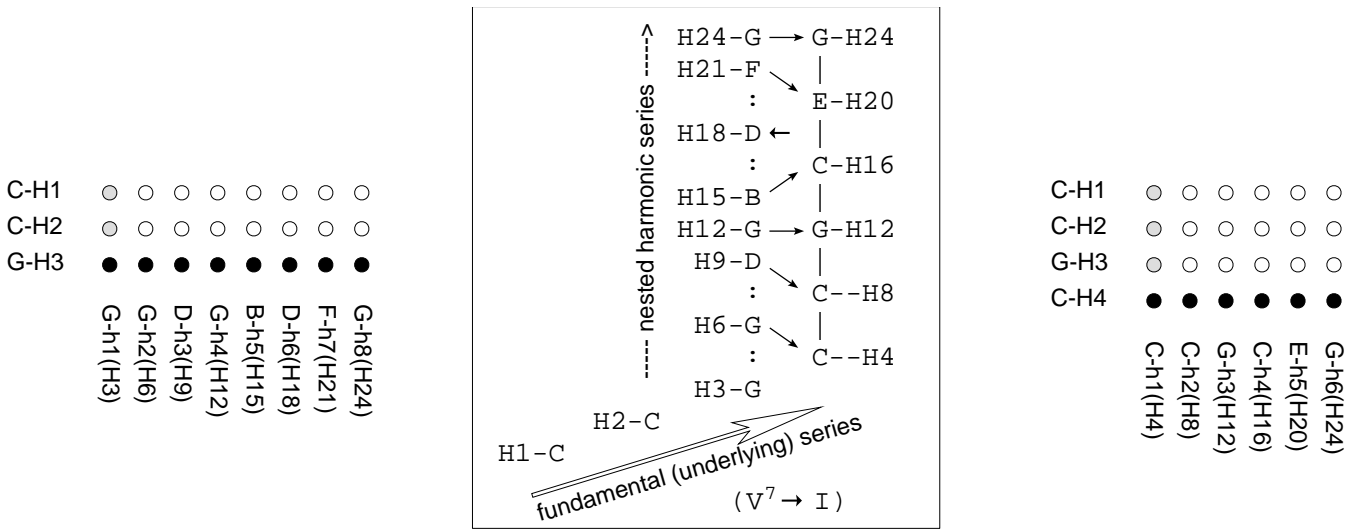 C-H1
C-H2
G-H3
G-h1(H3)
G-h2(H6)
D-h3(H9)
G-h4(H12)
B-h5(H15)
D-h6(H18)
F-h7(H21)
G-h8(H24)
-----> nested harmonic series ----->
H24-G → G-H24
H21-F
: E-H20
H18-D ←
: C-H16
H15-B
H12-G → G-H12
H9-D
: C--H8
H6-G
: C--H4
H3-G
H2-C
H1-C
fundamental (underlying) series
(V⁷ → I)
C-H1
C-H2
G-H3
C-H4
C-h1(H4)
C-h2(H8)
G-h3(H12)
C-h4(H16)
E-h5(H20)
G-h6(H24)